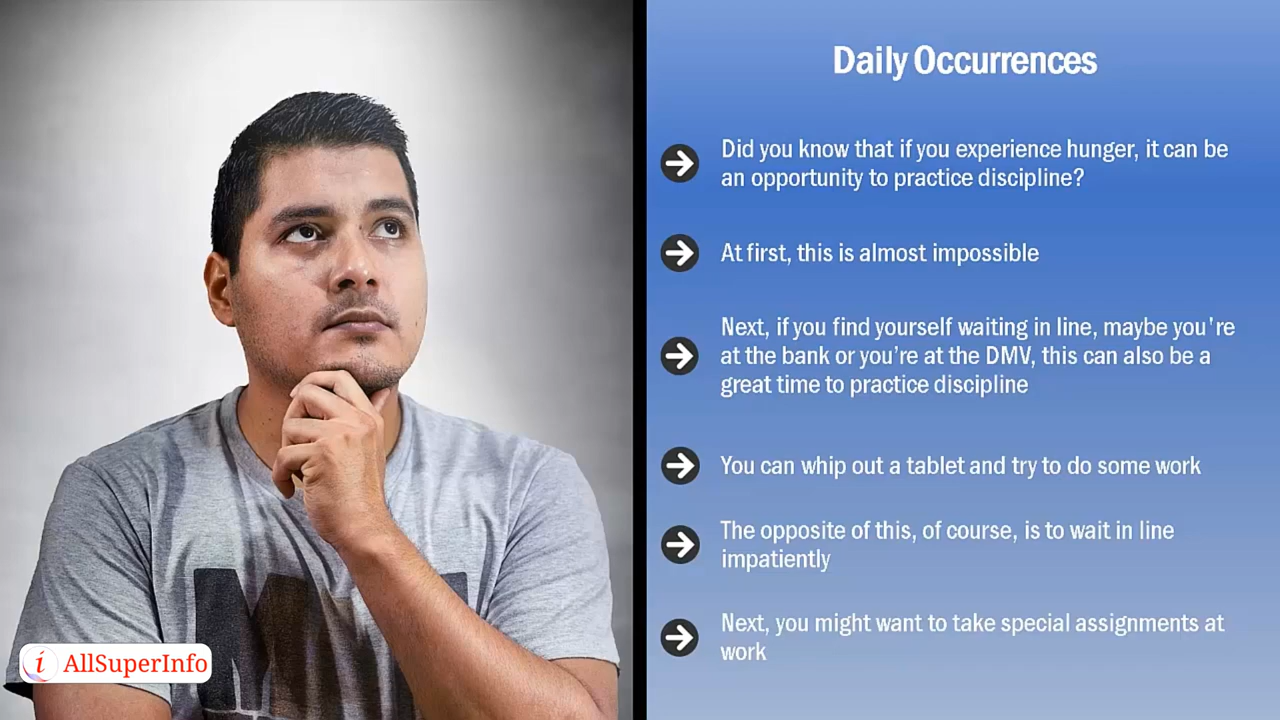 Daily Occurrences
Did you know that if you experience hunger, it can be
an opportunity to practice discipline?
At first, this is almost impossible
Next, if you find yourself waiting in line, maybe you're
at the bank or you're at the DMV, this can also be a
great time to practice discipline
You can whip out a tablet and try to do some work
The opposite of this, of course, is to wait in line
impatiently
Next, you might want to take special assignments at
work
i AllSuperInfo